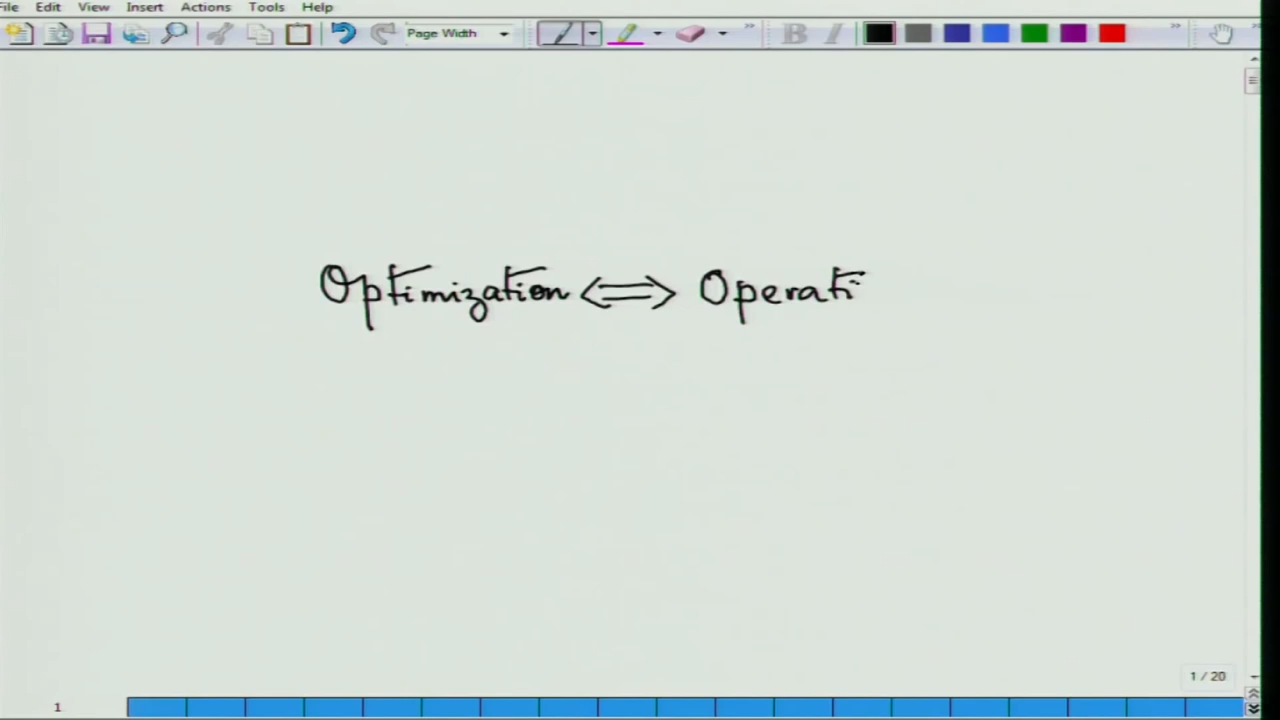 File Edit View Insert Actions Tools Help
Page Width B I
Optimization ⟺ Operati
1 / 20
1